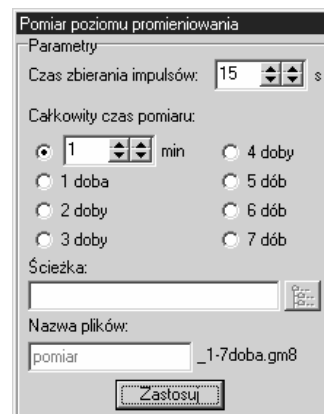 Pomiar poziomu promieniowania
Parametry
Czas zbierania impulsów: 15 s
Całkowity czas pomiaru:
1 min 4 doby
1 doba 5 dób
2 doby 6 dób
3 doby 7 dób
Ścieżka:
Nazwa plików:
pomiar _1-7doba.gm8
Zastosuj